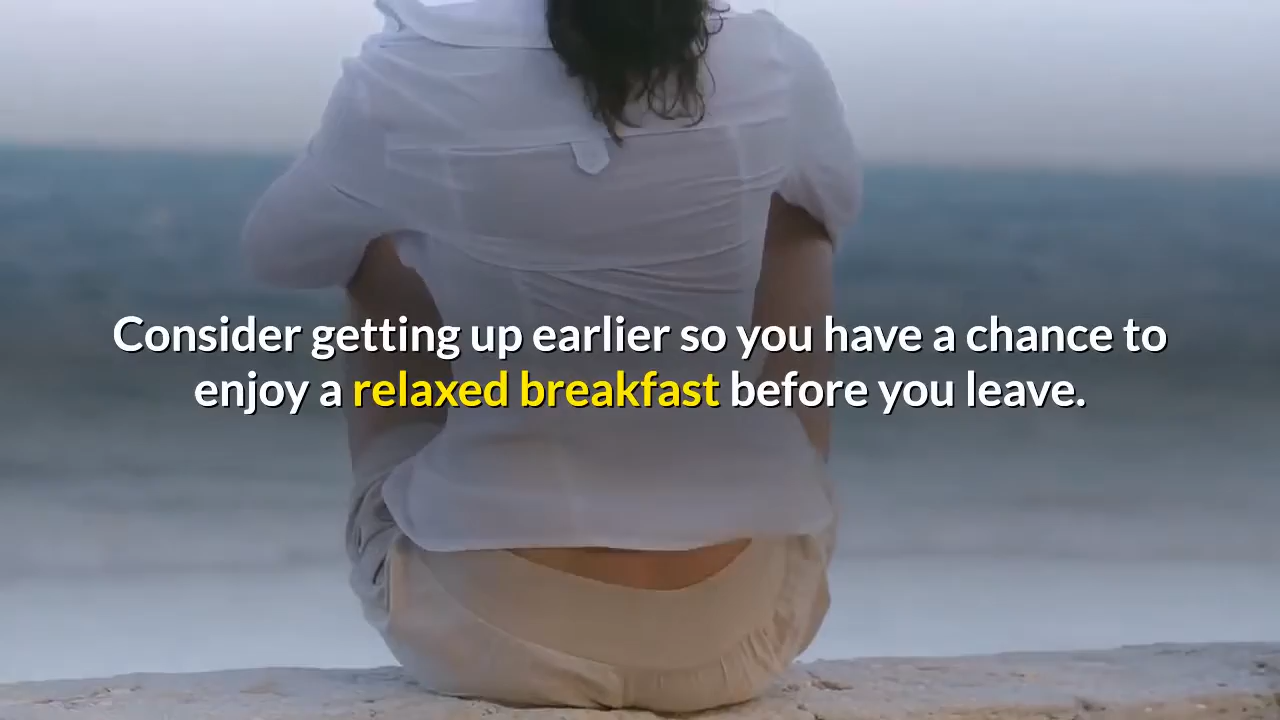 Consider getting up earlier so you have a chance to
enjoy a relaxed breakfast before you leave.